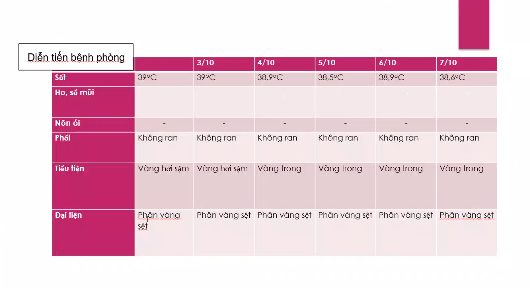 Diễn tiến bệnh phòng
3/10 4/10 5/10 6/10 7/10
Sốt 39°C 39°C 38.9°C 38.5°C 38.9°C 38.6°C
Ho, sổ mũi
Nôn ói - - - - - -
Phổi Không ran Không ran Không ran Không ran Không ran Không ran
Tiểu tiện Vàng hơi sậm Vàng hơi sậm Vàng trong Vàng trong Vàng trong Vàng trong
Đại tiện Phân vàng sệt Phân vàng sệt Phân vàng sệt Phân vàng sệt Phân vàng sệt Phân vàng sệt